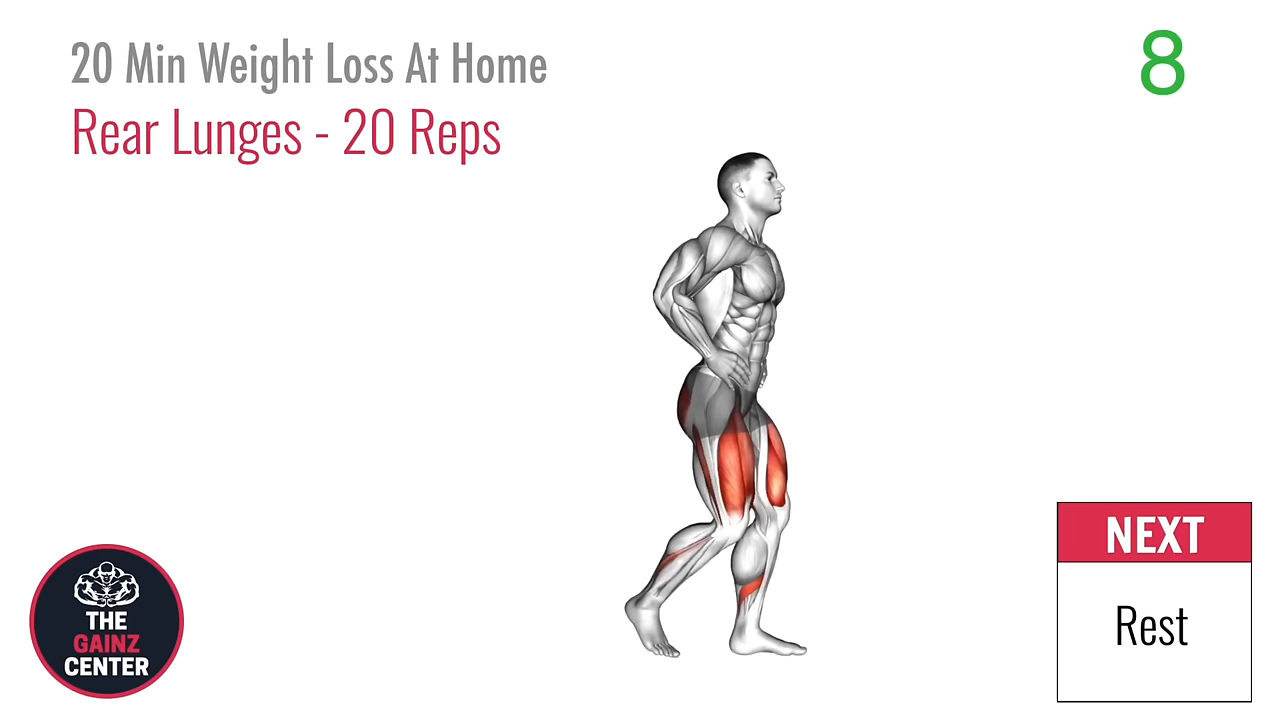 20 Min Weight Loss At Home
Rear Lunges - 20 Reps
8
NEXT
Rest
THE
GAINZ
CENTER